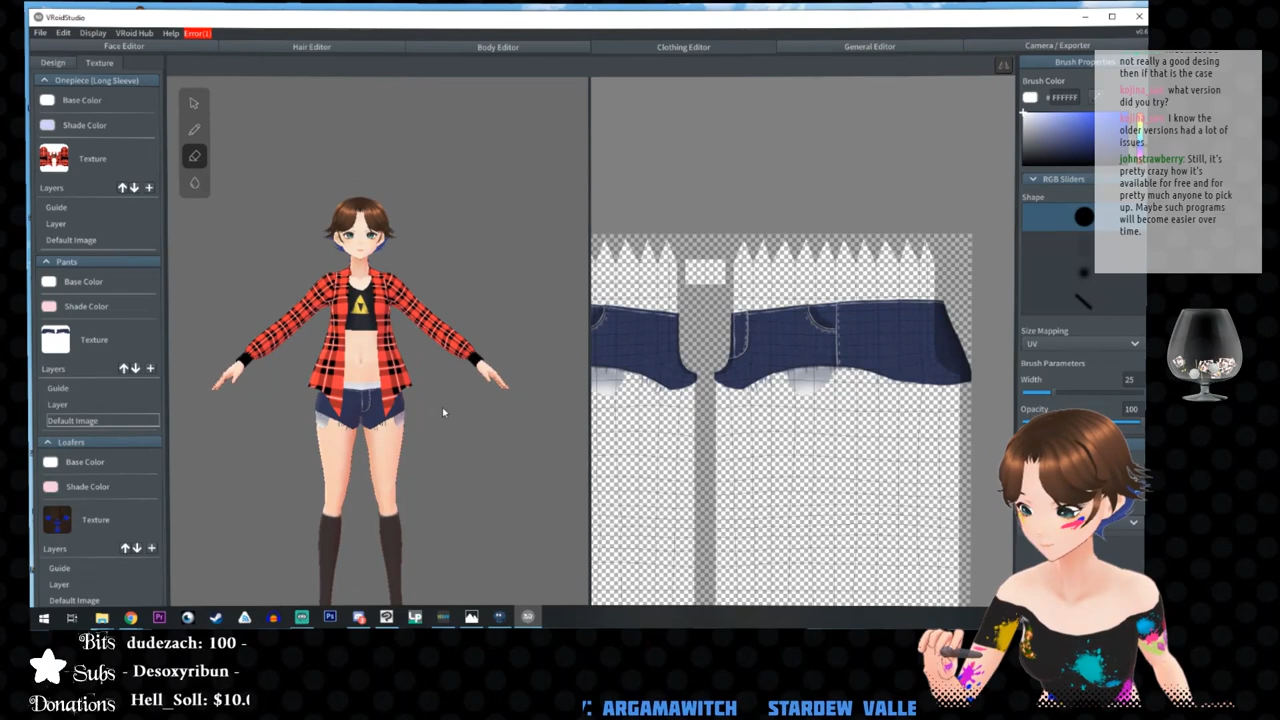 VRoidStudio
File Edit Display VRoid Hub Help Error(1)
Face Editor Hair Editor Body Editor Clothing Editor General Editor Camera / Exporter
Design Texture
Onepiece (Long Sleeve)
Base Color
Shade Color
Texture
Layers
Guide
Layer
Default Image
Pants
Base Color
Shade Color
Texture
Layers
Guide
Layer
Default Image
Loafers
Base Color
Shade Color
Texture
Layers
Guide
Layer
Default Image
Brush Properties
Brush Color
# FFFFFF
RGB Sliders
Shape
Size Mapping
UV
Brush Parameters
Width 25
Opacity 100
not really a good desing
then if that is the case
what version
did you try?
I know the
older versions had a lot of
issues
johnstrawberry: Still, it's
pretty crazy how it's
available for free and for
pretty much anyone to pick
up. Maybe such programs
will become easier over
time.
Bits dudezach: 100 -
Subs - Desoxyribun -
Donations Hell_Soll: $10.
ARGAMAWITCH STARDEW VALLE